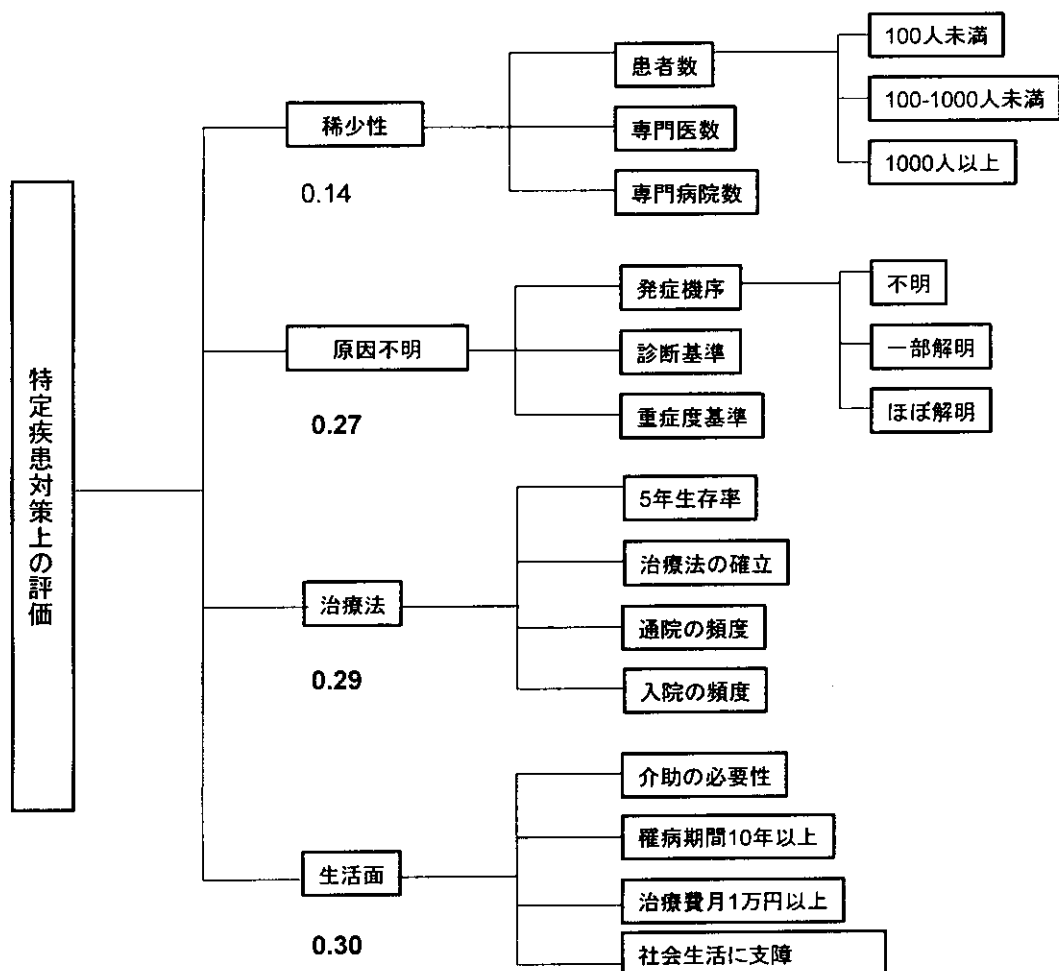 特定疾患対策上の評価
稀少性
0.14
患者数
専門医数
専門病院数
100人未満
100-1000人未満
1000人以上
原因不明
0.27
発症機序
診断基準
重症度基準
不明
一部解明
ほぼ解明
治療法
0.29
5年生存率
治療法の確立
通院の頻度
入院の頻度
生活面
0.30
介助の必要性
罹病期間10年以上
治療費月1万円以上
社会生活に支障